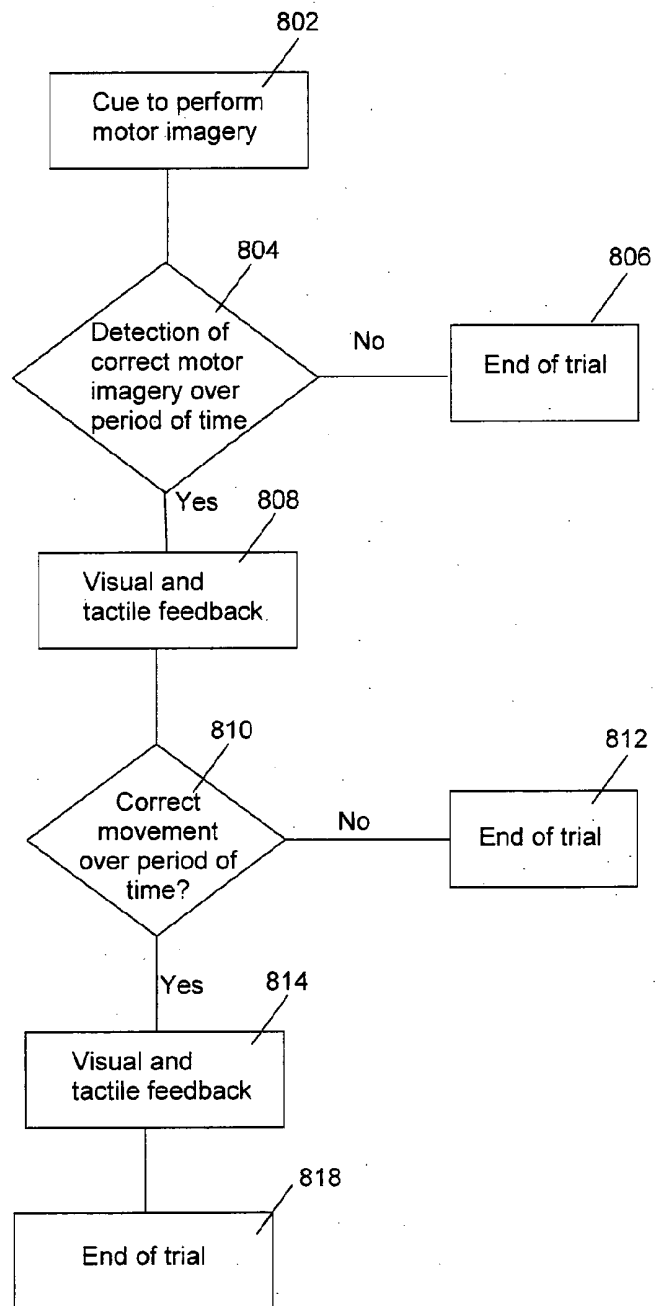 802
Cue to perform
motor imagery
804
Detection of
correct motor
imagery over
period of time
No
806
End of trial
Yes
808
Visual and
tactile feedback
810
Correct
movement
over period of
time?
No
812
End of trial
Yes
814
Visual and
tactile feedback
818
End of trial